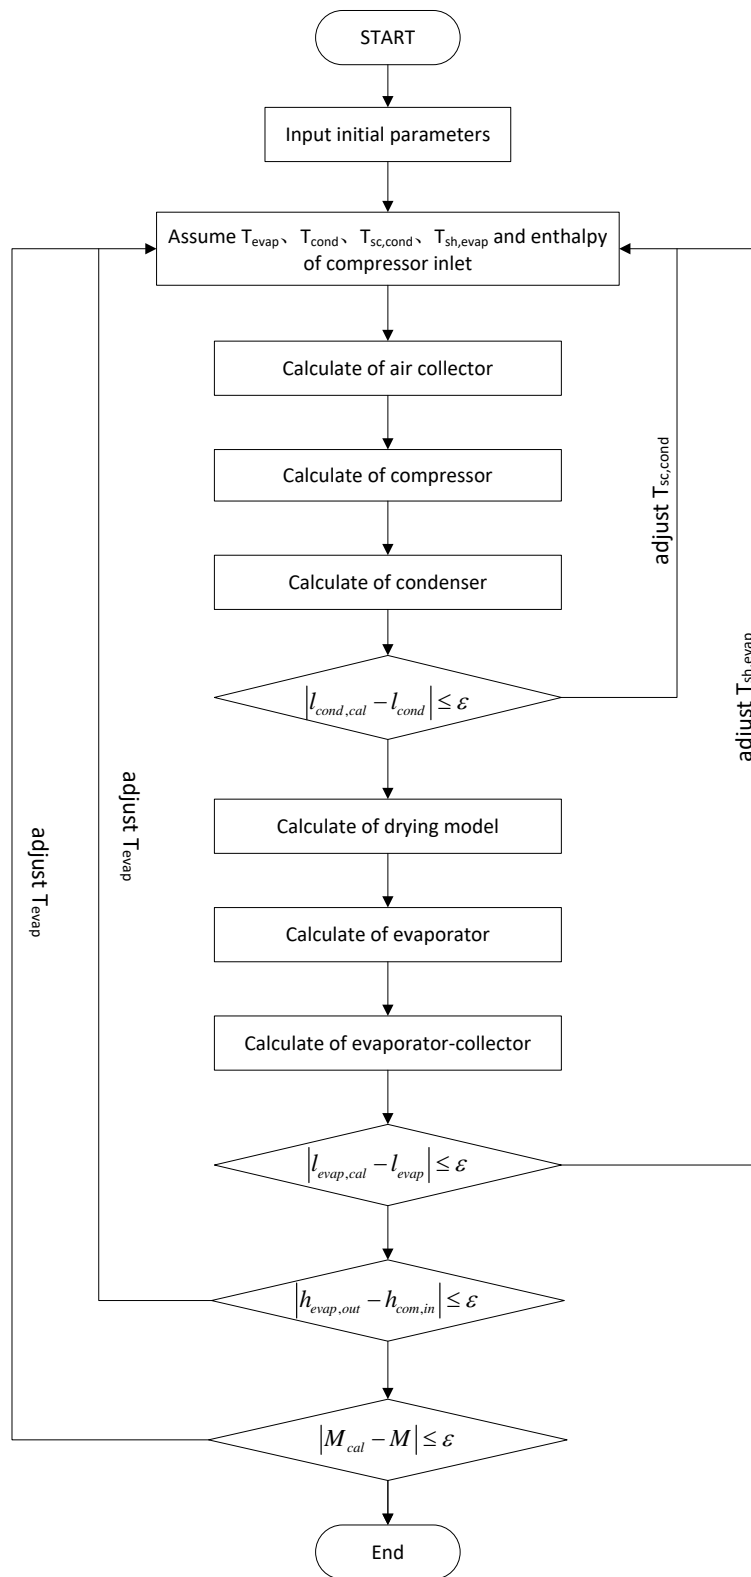 START
Input initial parameters
Assume Tevap、Tcond、Tsc,cond、Tsh,evap and enthalpy
of compressor inlet
Calculate of air collector
Calculate of compressor
adjust Tsc,cond
Calculate of condenser
|lcond,cal − lcond| ≤ ε
adjust Tsh,evap
Calculate of drying model
adjust Tevap
adjust Tevap
Calculate of evaporator
Calculate of evaporator-collector
|levap,cal − levap| ≤ ε
|hevap,out − hcom,in| ≤ ε
|Mcal − M| ≤ ε
End